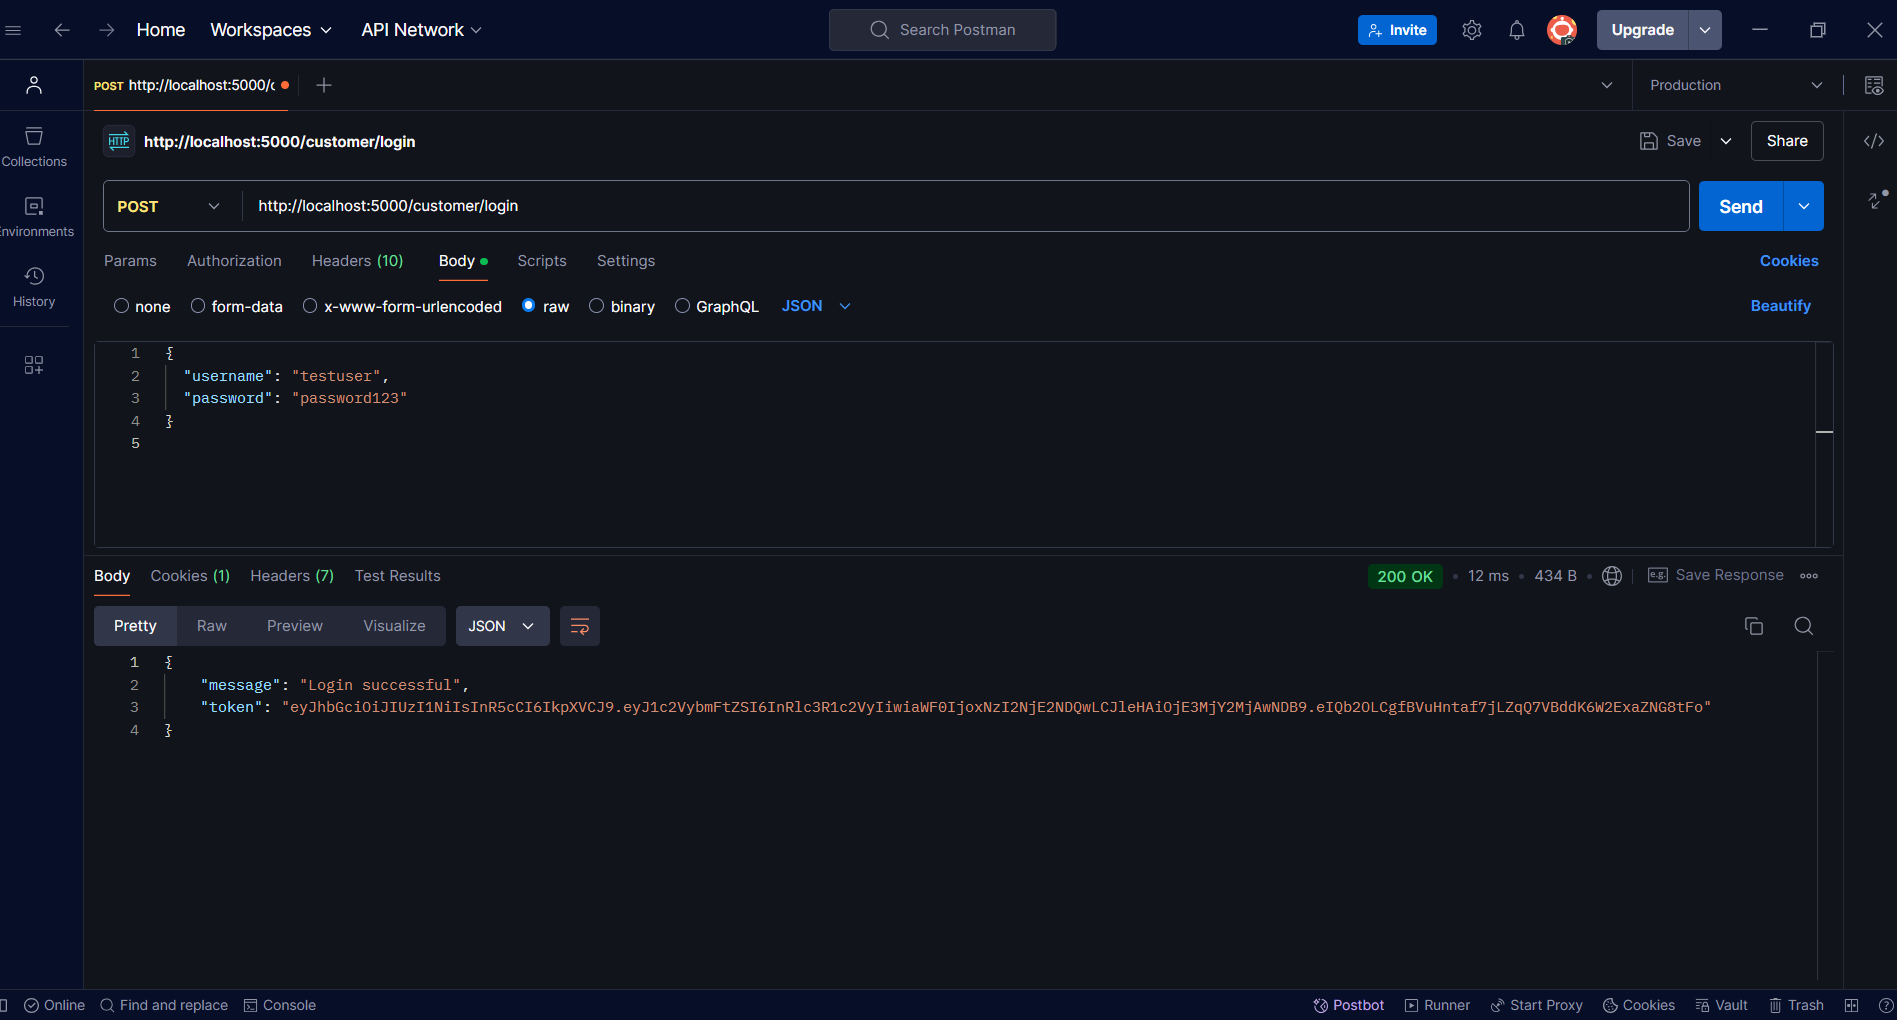 Home Workspaces API Network Search Postman Invite Upgrade
POST http://localhost:5000/c Production
HTTP http://localhost:5000/customer/login Save Share
Collections
Environments
History
POST http://localhost:5000/customer/login Send
Params Authorization Headers (10) Body Scripts Settings Cookies
none form-data x-www-form-urlencoded raw binary GraphQL JSON Beautify
1 {
2 "username": "testuser",
3 "password": "password123"
4 }
5
Body Cookies (1) Headers (7) Test Results 200 OK • 12 ms • 434 B • e.g. Save Response
Pretty Raw Preview Visualize JSON
1 {
2 "message": "Login successful",
3 "token": "eyJhbGciOiJIUzI1NiIsInR5cCI6IkpXVCJ9.eyJ1c2VybmFtZSI6InRlc3R1c2VyIiwiaWF0IjoxNzI2NjE2NDQwLCJleHAiOjE3MjY2MjAwNDB9.eIQb2OLCgfBVuHntaf7jLZqQ7VBddK6W2ExaZNG8tFo"
4 }
Online Find and replace Console Postbot Runner Start Proxy Cookies Vault Trash